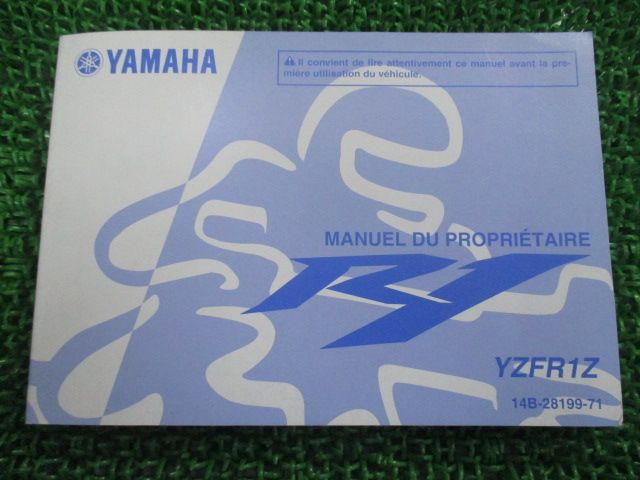 YAMAHA
Il convient de lire attentivement ce manuel avant la pre-
mière utilisation du véhicule.
MANUEL DU PROPRIÉTAIRE
R1
YZFR1Z
14B-28199-71